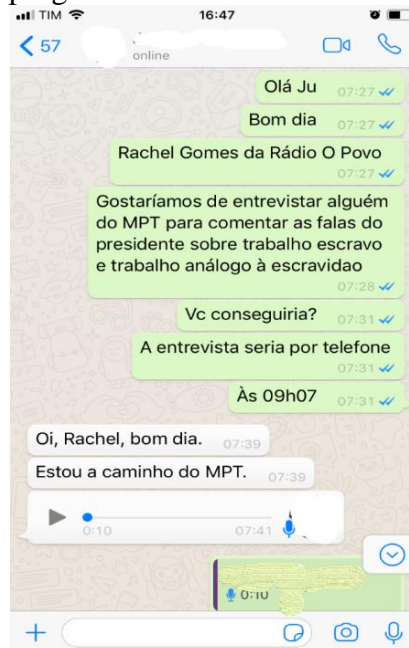 TIM 16:47
57
online
Olá Ju 07:27
Bom dia 07:27
Rachel Gomes da Rádio O Povo
07:27
Gostaríamos de entrevistar alguém
do MPT para comentar as falas do
presidente sobre trabalho escravo
e trabalho análogo à escravidao
07:28
Vc conseguiria? 07:31
A entrevista seria por telefone
07:31
Às 09h07 07:31
Oi, Rachel, bom dia. 07:39
Estou a caminho do MPT. 07:39
0:10 07:41
0:10